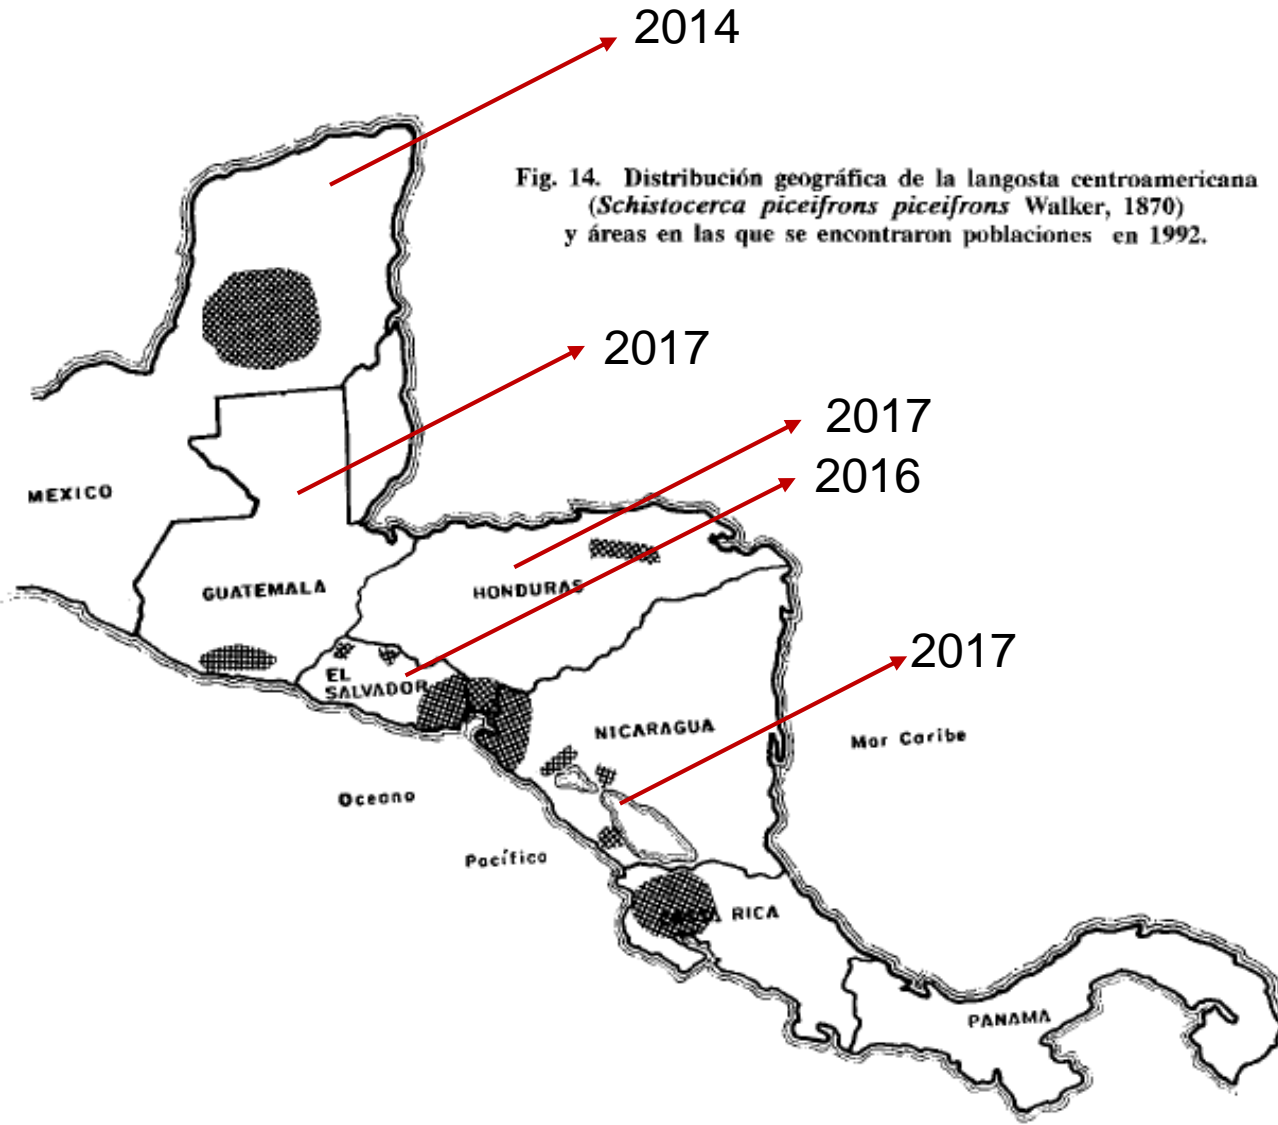 2014
Fig. 14. Distribución geográfica de la langosta centroamericana
(Schistocerca piceifrons piceifrons Walker, 1870)
y áreas en las que se encontraron poblaciones en 1992.
2017
2017
2016
MEXICO
GUATEMALA
HONDURAS
2017
EL
SALVADOR
NICARAGUA
Mar Caribe
Oceano
Pacífico
RICA
PANAMA